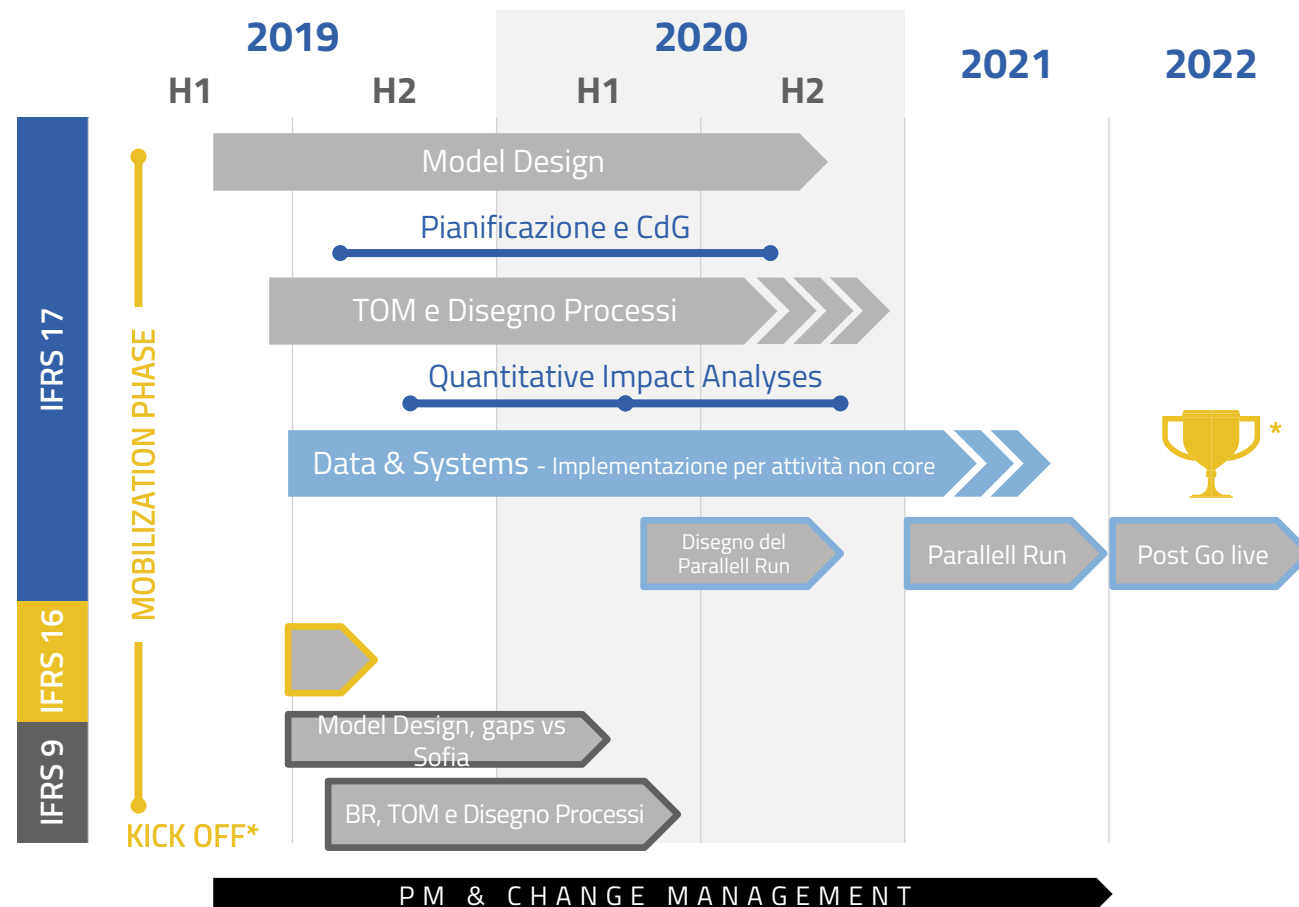 2019
2020
2021
2022
H1
H2
H1
H2
IFRS 17
IFRS 16
IFRS 9
MOBILIZATION PHASE
KICK OFF*
Model Design
Pianificazione e CdG
TOM e Disegno Processi
Quantitative Impact Analyses
Data & Systems - Implementazione per attività non core
*
Disegno del
Parallell Run
Parallell Run
Post Go live
Model Design, gaps vs
Sofia
BR, TOM e Disegno Processi
PM & CHANGE MANAGEMENT